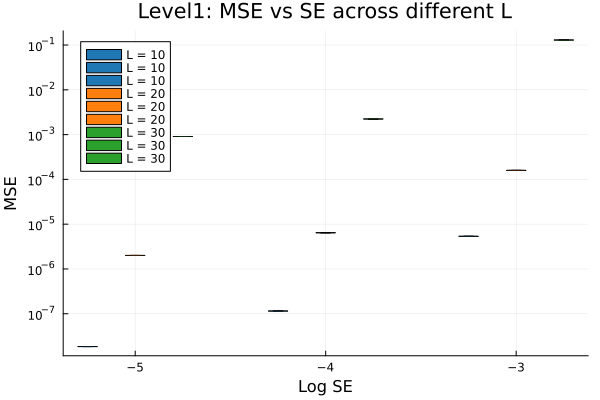 Level1: MSE vs SE across different L
L = 10
L = 10
L = 10
L = 20
L = 20
L = 20
L = 30
L = 30
L = 30
MSE
10⁻¹
10⁻²
10⁻³
10⁻⁴
10⁻⁵
10⁻⁶
10⁻⁷
−5
−4
−3
Log SE